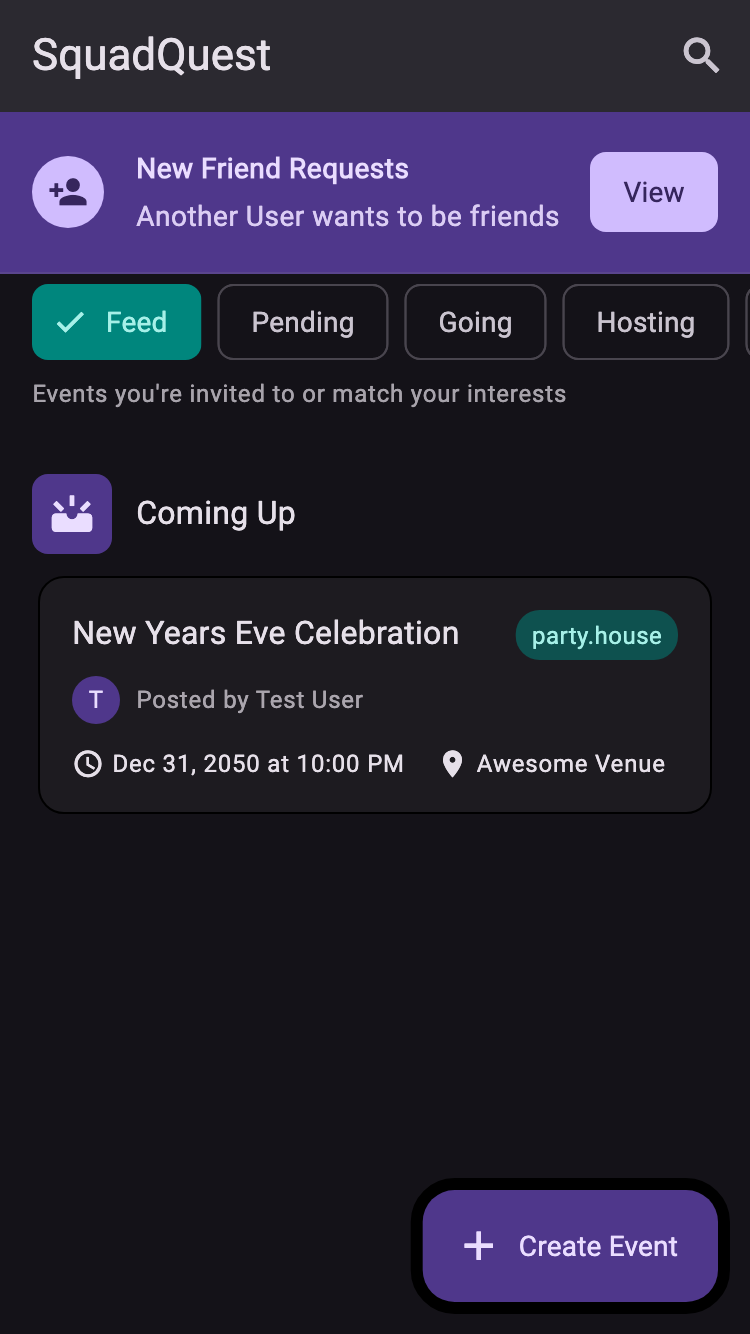 SquadQuest
New Friend Requests
Another User wants to be friends
View
Feed
Pending
Going
Hosting
Events you're invited to or match your interests
Coming Up
New Years Eve Celebration
party.house
T
Posted by Test User
Dec 31, 2050 at 10:00 PM
Awesome Venue
Create Event